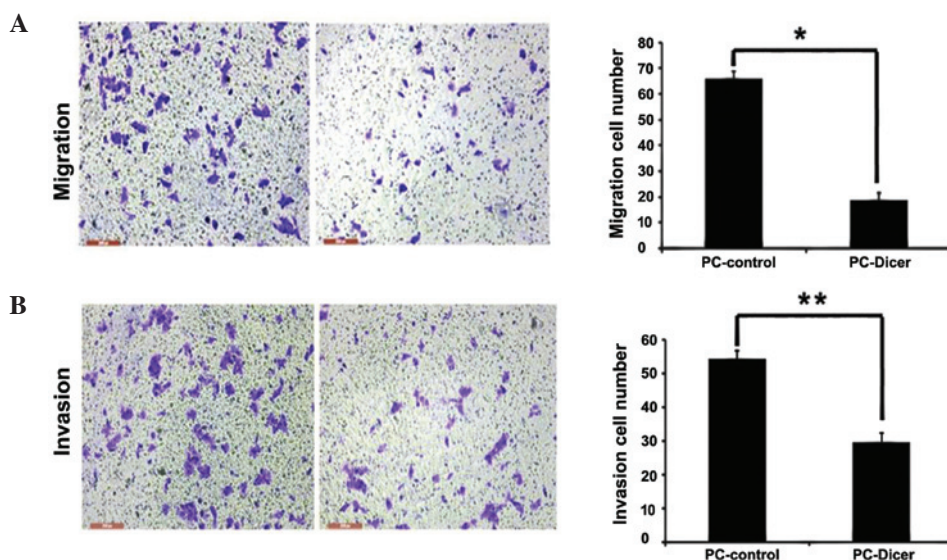 A
Migration
Migration cell number
80
70
60
50
40
30
20
10
0
*
PC-control
PC-Dicer
B
Invasion
Invasion cell number
60
50
40
30
20
10
0
**
PC-control
PC-Dicer